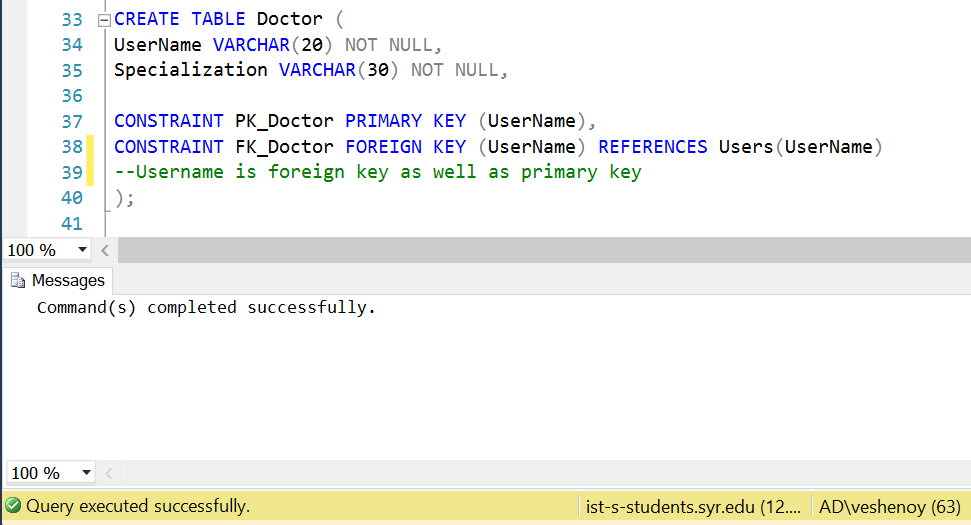 33 CREATE TABLE Doctor (
34 UserName VARCHAR(20) NOT NULL,
35 Specialization VARCHAR(30) NOT NULL,
36
37 CONSTRAINT PK_Doctor PRIMARY KEY (UserName),
38 CONSTRAINT FK_Doctor FOREIGN KEY (UserName) REFERENCES Users(UserName)
39 --Username is foreign key as well as primary key
40 );
41
100 %
Messages
Command(s) completed successfully.
100 %
Query executed successfully. ist-s-students.syr.edu (12.... AD\veshenoy (63)